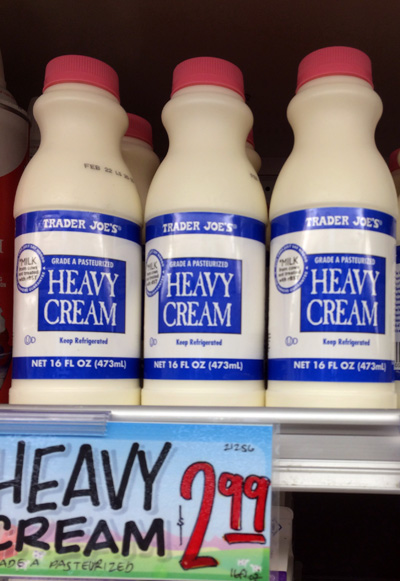 TRADER JOE'S
GRADE A PASTEURIZED
HEAVY
CREAM
Keep Refrigerated
NET 16 FL OZ (473mL)
TRADER JOE'S
GRADE A PASTEURIZED
"MILK
HEAVY
CREAM
Keep Refrigerated
NET 16 FL OZ (473mL)
TRADER JOE'S
GRADE A PASTEURIZED
"MILK
HEAVY
CREAM
Keep Refrigerated
NET 16 FL OZ (473mL)
HEAVY
CREAM
ADE A PASTEURIZED
$2.99